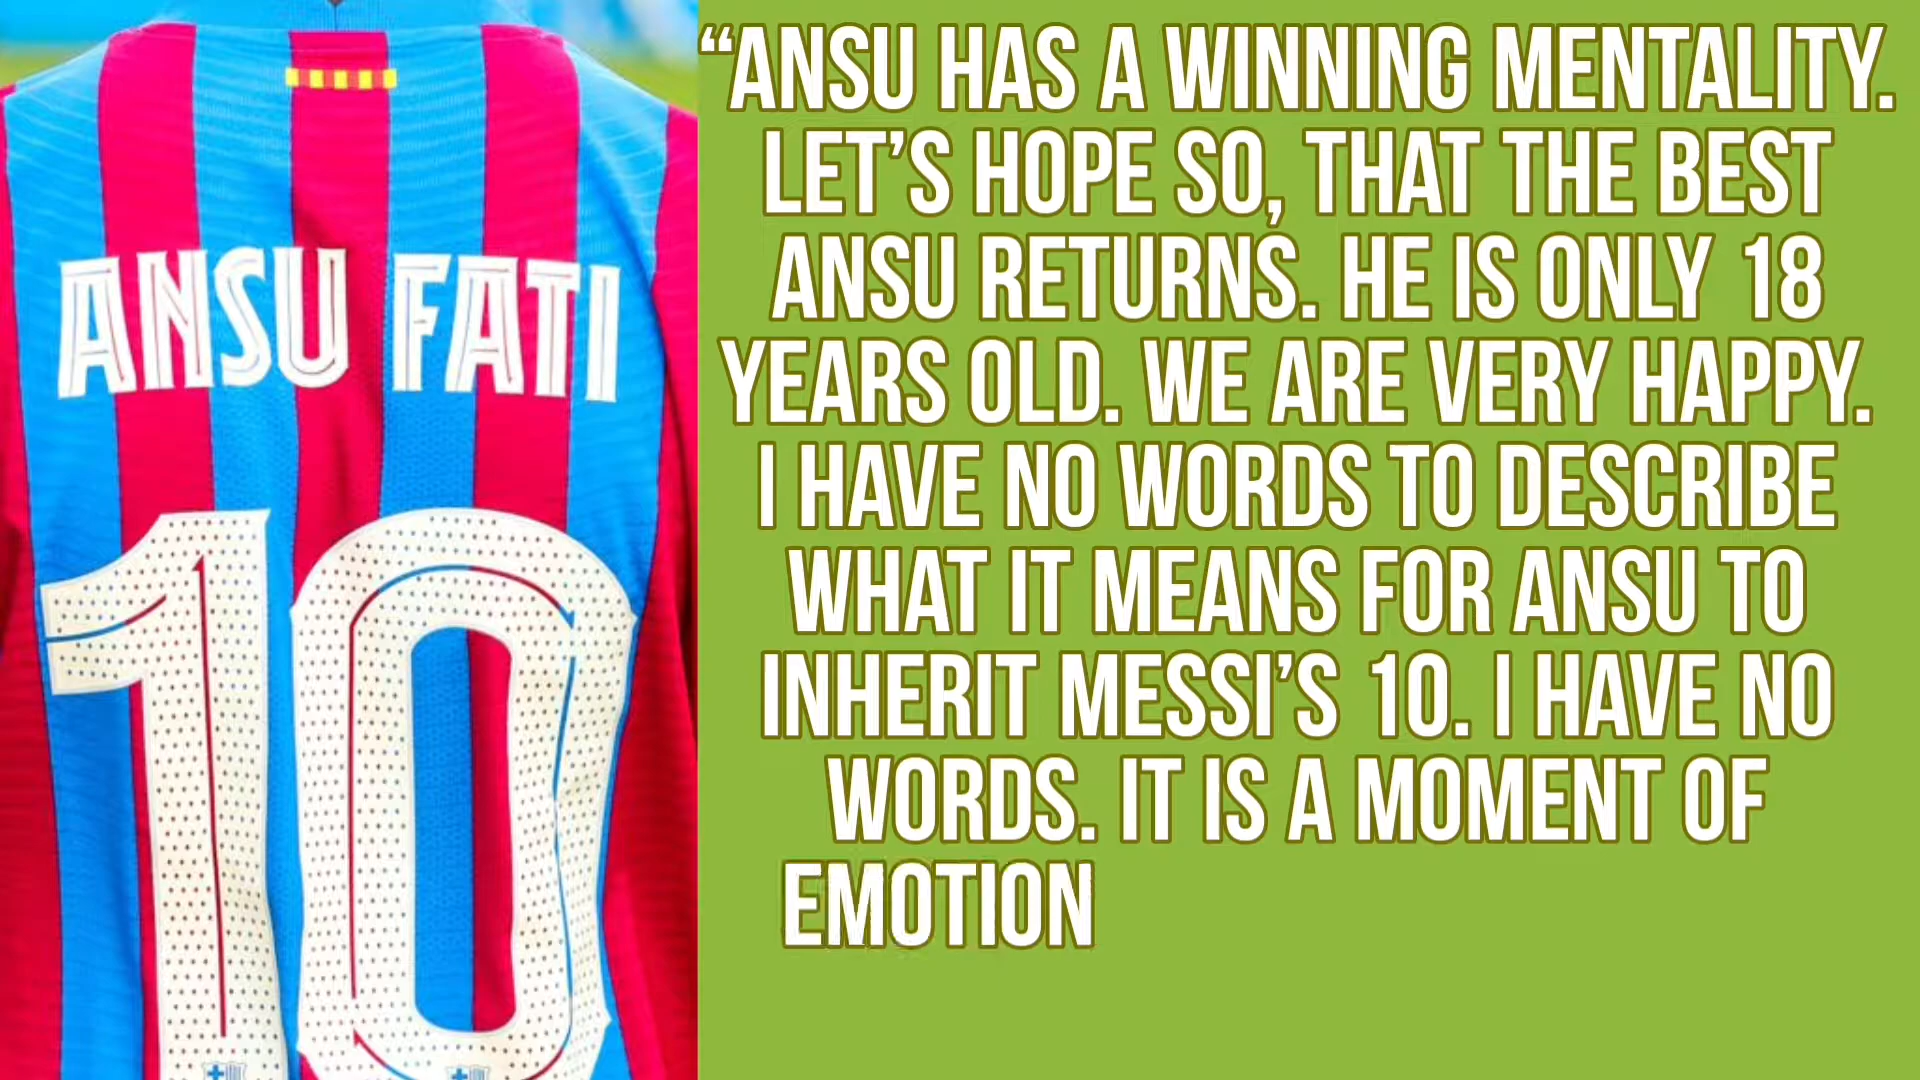 ANSU FATI
10
“ANSU HAS A WINNING MENTALITY.
LET’S HOPE SO, THAT THE BEST
ANSU RETURNS. HE IS ONLY 18
YEARS OLD. WE ARE VERY HAPPY.
I HAVE NO WORDS TO DESCRIBE
WHAT IT MEANS FOR ANSU TO
INHERIT MESSI’S 10. I HAVE NO
WORDS. IT IS A MOMENT OF
EMOTION